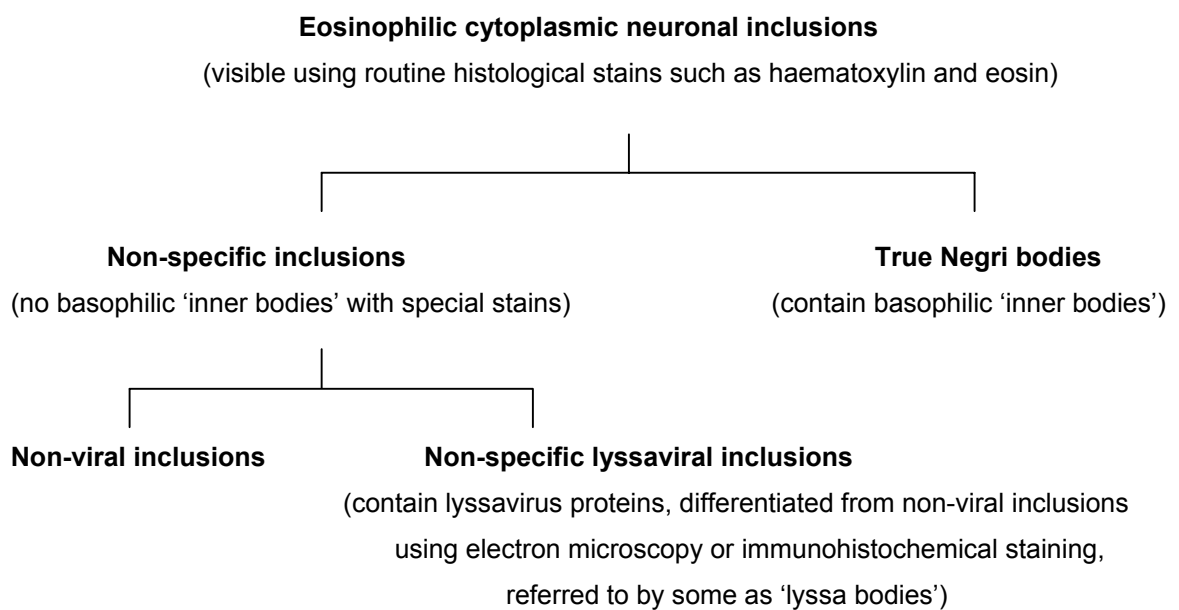 Eosinophilic cytoplasmic neuronal inclusions
(visible using routine histological stains such as haematoxylin and eosin)
Non-specific inclusions
(no basophilic ‘inner bodies’ with special stains)
True Negri bodies
(contain basophilic ‘inner bodies’)
Non-viral inclusions
Non-specific lyssaviral inclusions
(contain lyssavirus proteins, differentiated from non-viral inclusions
using electron microscopy or immunohistochemical staining,
referred to by some as ‘lyssa bodies’)